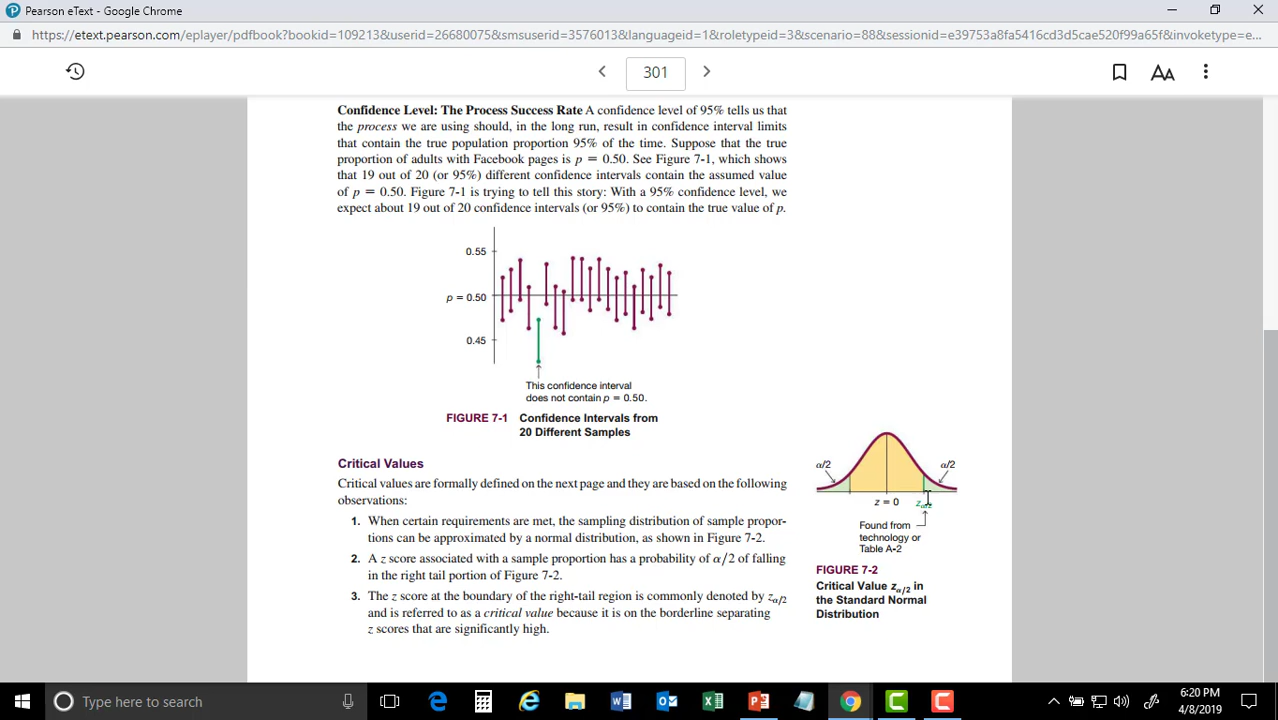 Pearson eText - Google Chrome
https://etext.pearson.com/eplayer/pdfbook?bookid=109213&userid=26680075&smsuserid=3576013&languageid=1&roletypeid=3&scenario=88&sessionid=e39753a8fa5416cd3d5cae520f99a65f&invoketype=e...
301
AA
Confidence Level: The Process Success Rate A confidence level of 95% tells us that
the process we are using should, in the long run, result in confidence interval limits
that contain the true population proportion 95% of the time. Suppose that the true
proportion of adults with Facebook pages is p = 0.50. See Figure 7-1, which shows
that 19 out of 20 (or 95%) different confidence intervals contain the assumed value
of p = 0.50. Figure 7-1 is trying to tell this story: With a 95% confidence level, we
expect about 19 out of 20 confidence intervals (or 95%) to contain the true value of p.
0.55
p = 0.50
0.45
This confidence interval
does not contain p = 0.50.
FIGURE 7-1 Confidence Intervals from
20 Different Samples
Critical Values
Critical values are formally defined on the next page and they are based on the following
observations:
1. When certain requirements are met, the sampling distribution of sample propor-
tions can be approximated by a normal distribution, as shown in Figure 7-2.
2. A z score associated with a sample proportion has a probability of α/2 of falling
in the right tail portion of Figure 7-2.
3. The z score at the boundary of the right-tail region is commonly denoted by zα/2
and is referred to as a critical value because it is on the borderline separating
z scores that are significantly high.
α/2 α/2
z = 0 zα/2
Found from
technology or
Table A-2
FIGURE 7-2
Critical Value zα/2 in
the Standard Normal
Distribution
Type here to search
6:20 PM
4/8/2019